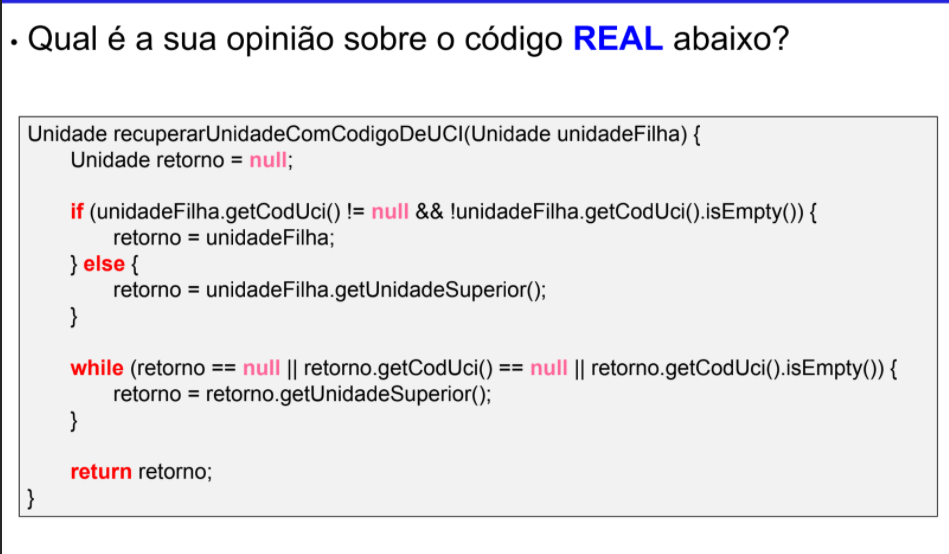 • Qual é a sua opinião sobre o código REAL abaixo?
Unidade recuperarUnidadeComCodigoDeUCI(Unidade unidadeFilha) {
Unidade retorno = null;
if (unidadeFilha.getCodUci() != null && !unidadeFilha.getCodUci().isEmpty()) {
retorno = unidadeFilha;
} else {
retorno = unidadeFilha.getUnidadeSuperior();
}
while (retorno == null || retorno.getCodUci() == null || retorno.getCodUci().isEmpty()) {
retorno = retorno.getUnidadeSuperior();
}
return retorno;
}